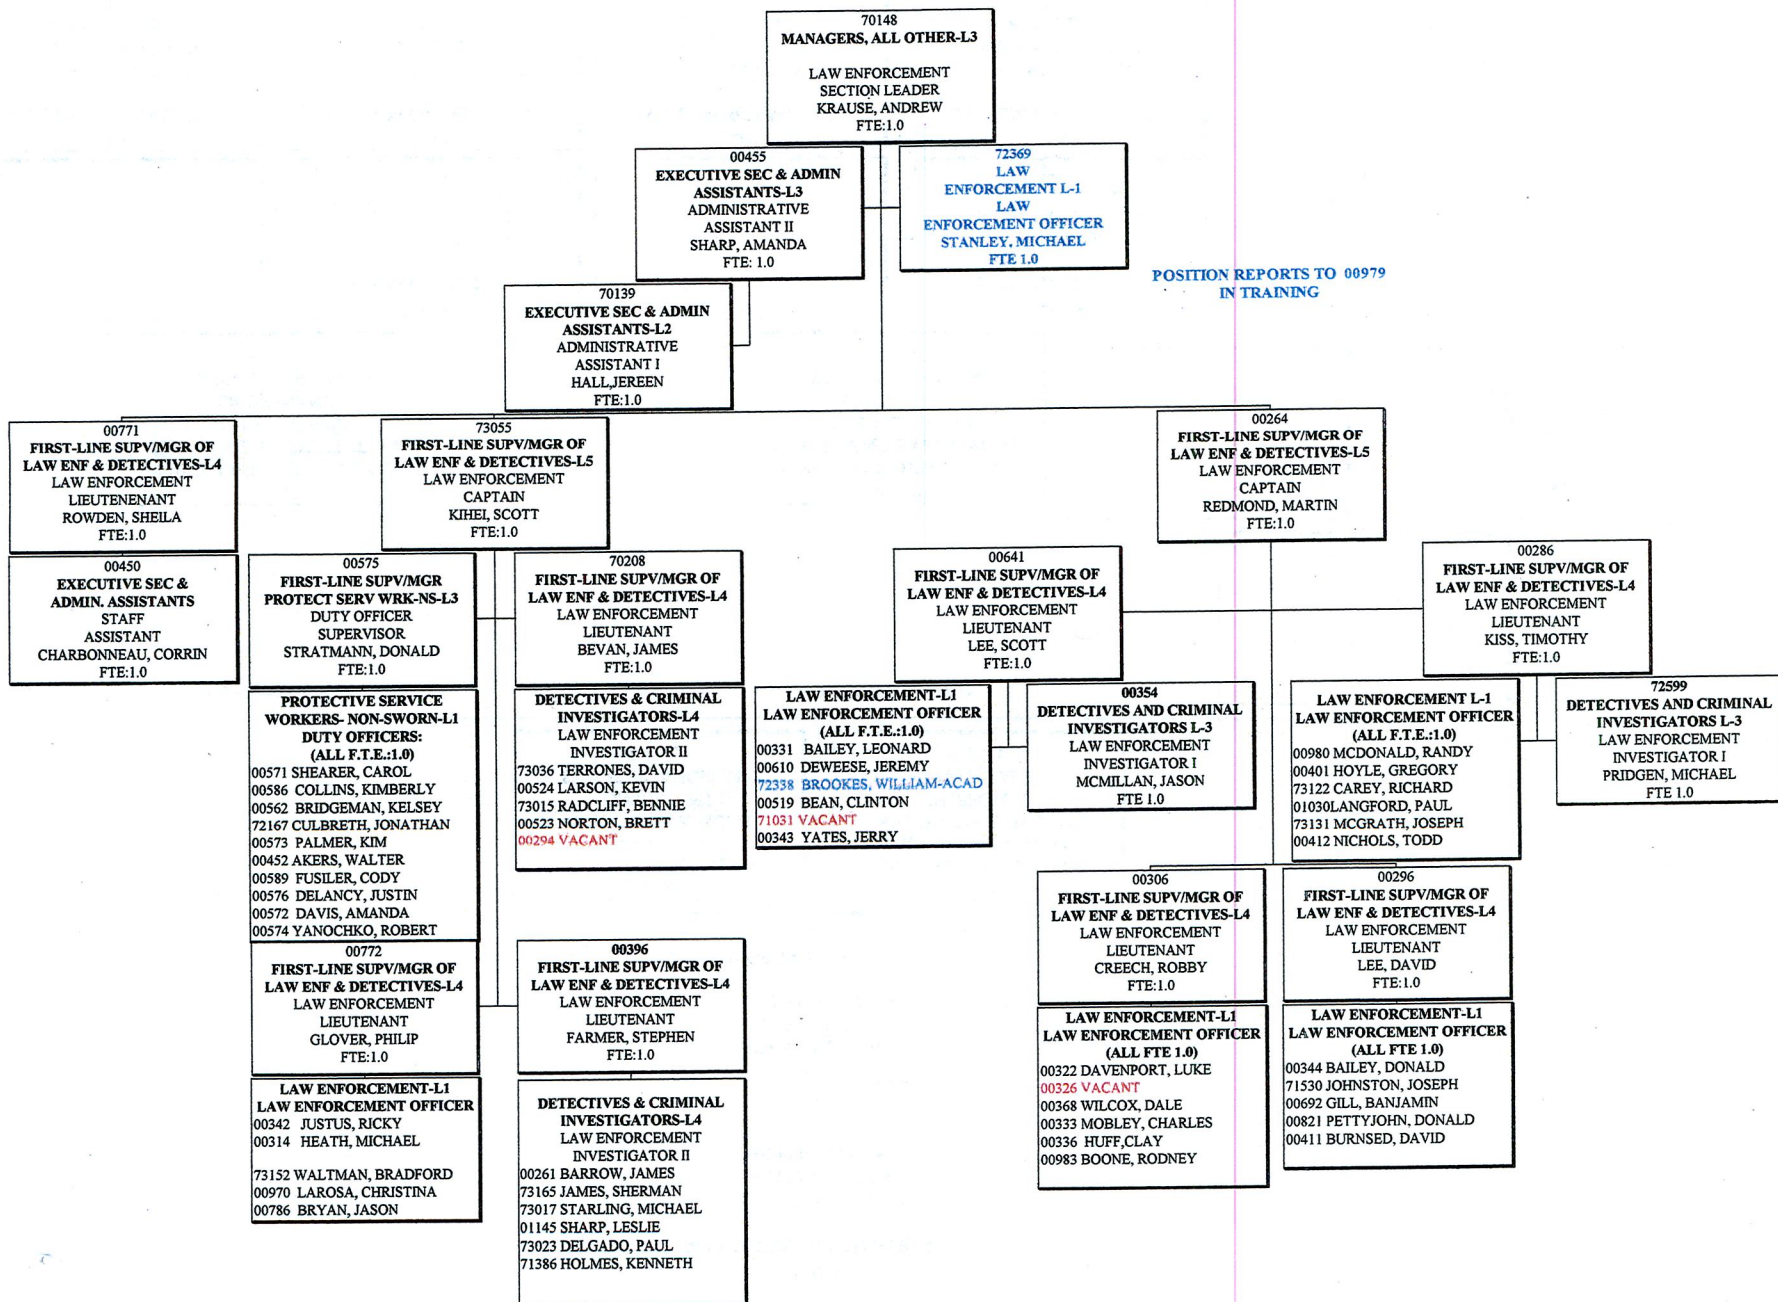 70148
MANAGERS, ALL OTHER-L3
LAW ENFORCEMENT
SECTION LEADER
KRAUSE, ANDREW
FTE:1.0
00455
EXECUTIVE SEC & ADMIN
ASSISTANTS-L3
ADMINISTRATIVE
ASSISTANT II
SHARP, AMANDA
FTE: 1.0
72369
LAW
ENFORCEMENT L-1
LAW
ENFORCEMENT OFFICER
STANLEY, MICHAEL
FTE 1.0
POSITION REPORTS TO 00979
IN TRAINING
70139
EXECUTIVE SEC & ADMIN
ASSISTANTS-L2
ADMINISTRATIVE
ASSISTANT I
HALL,JEREEN
FTE:1.0
00771
FIRST-LINE SUPV/MGR OF
LAW ENF & DETECTIVES-L4
LAW ENFORCEMENT
LIEUTENENANT
ROWDEN, SHEILA
FTE:1.0
73055
FIRST-LINE SUPV/MGR OF
LAW ENF & DETECTIVES-L5
LAW ENFORCEMENT
CAPTAIN
KIHEI, SCOTT
FTE:1.0
00264
FIRST-LINE SUPV/MGR OF
LAW ENF & DETECTIVES-L5
LAW ENFORCEMENT
CAPTAIN
REDMOND, MARTIN
FTE:1.0
00450
EXECUTIVE SEC &
ADMIN. ASSISTANTS
STAFF
ASSISTANT
CHARBONNEAU, CORRIN
FTE:1.0
00575
FIRST-LINE SUPV/MGR
PROTECT SERV WRK-NS-L3
DUTY OFFICER
SUPERVISOR
STRATMANN, DONALD
FTE:1.0
70208
FIRST-LINE SUPV/MGR OF
LAW ENF & DETECTIVES-L4
LAW ENFORCEMENT
LIEUTENANT
BEVAN, JAMES
FTE:1.0
00641
FIRST-LINE SUPV/MGR OF
LAW ENF & DETECTIVES-L4
LAW ENFORCEMENT
LIEUTENANT
LEE, SCOTT
FTE:1.0
00286
FIRST-LINE SUPV/MGR OF
LAW ENF & DETECTIVES-L4
LAW ENFORCEMENT
LIEUTENANT
KISS, TIMOTHY
FTE:1.0
PROTECTIVE SERVICE
WORKERS- NON-SWORN-L1
DUTY OFFICERS:
(ALL F.T.E.:1.0)
00571 SHEARER, CAROL
00586 COLLINS, KIMBERLY
00562 BRIDGEMAN, KELSEY
72167 CULBRETH, JONATHAN
00573 PALMER, KIM
00452 AKERS, WALTER
00589 FUSILER, CODY
00576 DELANCY, JUSTIN
00572 DAVIS, AMANDA
00574 YANOCHKO, ROBERT
DETECTIVES & CRIMINAL
INVESTIGATORS-L4
LAW ENFORCEMENT
INVESTIGATOR II
73036 TERRONES, DAVID
00524 LARSON, KEVIN
73015 RADCLIFF, BENNIE
00523 NORTON, BRETT
00294 VACANT
LAW ENFORCEMENT-L1
LAW ENFORCEMENT OFFICER
(ALL F.T.E.:1.0)
00331 BAILEY, LEONARD
00610 DEWEESE, JEREMY
72338 BROOKES, WILLIAM-ACAD
00519 BEAN, CLINTON
71031 VACANT
00343 YATES, JERRY
00354
DETECTIVES AND CRIMINAL
INVESTIGATORS L-3
LAW ENFORCEMENT
INVESTIGATOR I
MCMILLAN, JASON
FTE 1.0
LAW ENFORCEMENT L-1
LAW ENFORCEMENT OFFICER
(ALL F.T.E.:1.0)
00980 MCDONALD, RANDY
00401 HOYLE, GREGORY
73122 CAREY, RICHARD
01030LANGFORD, PAUL
73131 MCGRATH, JOSEPH
00412 NICHOLS, TODD
72599
DETECTIVES AND CRIMINAL
INVESTIGATORS L-3
LAW ENFORCEMENT
INVESTIGATOR I
PRIDGEN, MICHAEL
FTE 1.0
00306
FIRST-LINE SUPV/MGR OF
LAW ENF & DETECTIVES-L4
LAW ENFORCEMENT
LIEUTENANT
CREECH, ROBBY
FTE:1.0
00296
FIRST-LINE SUPV/MGR OF
LAW ENF & DETECTIVES-L4
LAW ENFORCEMENT
LIEUTENANT
LEE, DAVID
FTE:1.0
00772
FIRST-LINE SUPV/MGR OF
LAW ENF & DETECTIVES-L4
LAW ENFORCEMENT
LIEUTENANT
GLOVER, PHILIP
FTE:1.0
00396
FIRST-LINE SUPV/MGR OF
LAW ENF & DETECTIVES-L4
LAW ENFORCEMENT
LIEUTENANT
FARMER, STEPHEN
FTE:1.0
LAW ENFORCEMENT-L1
LAW ENFORCEMENT OFFICER
(ALL FTE 1.0)
00322 DAVENPORT, LUKE
00326 VACANT
00368 WILCOX, DALE
00333 MOBLEY, CHARLES
00336 HUFF,CLAY
00983 BOONE, RODNEY
LAW ENFORCEMENT-L1
LAW ENFORCEMENT OFFICER
(ALL FTE 1.0)
00344 BAILEY, DONALD
71530 JOHNSTON, JOSEPH
00692 GILL, BANJAMIN
00821 PETTYJOHN, DONALD
00411 BURNSED, DAVID
LAW ENFORCEMENT-L1
LAW ENFORCEMENT OFFICER
00342 JUSTUS, RICKY
00314 HEATH, MICHAEL
73152 WALTMAN, BRADFORD
00970 LAROSA, CHRISTINA
00786 BRYAN, JASON
DETECTIVES & CRIMINAL
INVESTIGATORS-L4
LAW ENFORCEMENT
INVESTIGATOR II
00261 BARROW, JAMES
73165 JAMES, SHERMAN
73017 STARLING, MICHAEL
01145 SHARP, LESLIE
73023 DELGADO, PAUL
71386 HOLMES, KENNETH